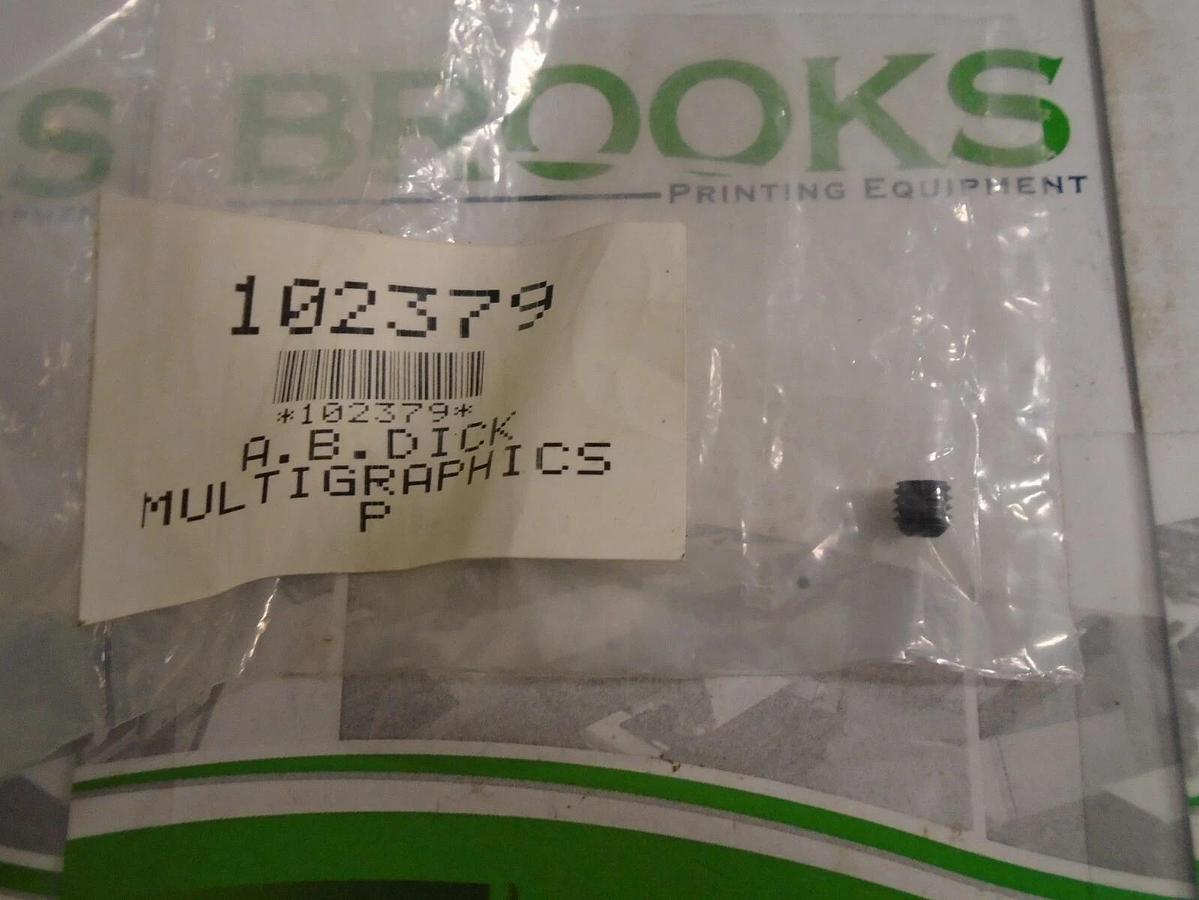 BROOKS
PRINTING EQUIPMENT
102379
*102379*
A.B.DICK
MULTIGRAPHICS
P